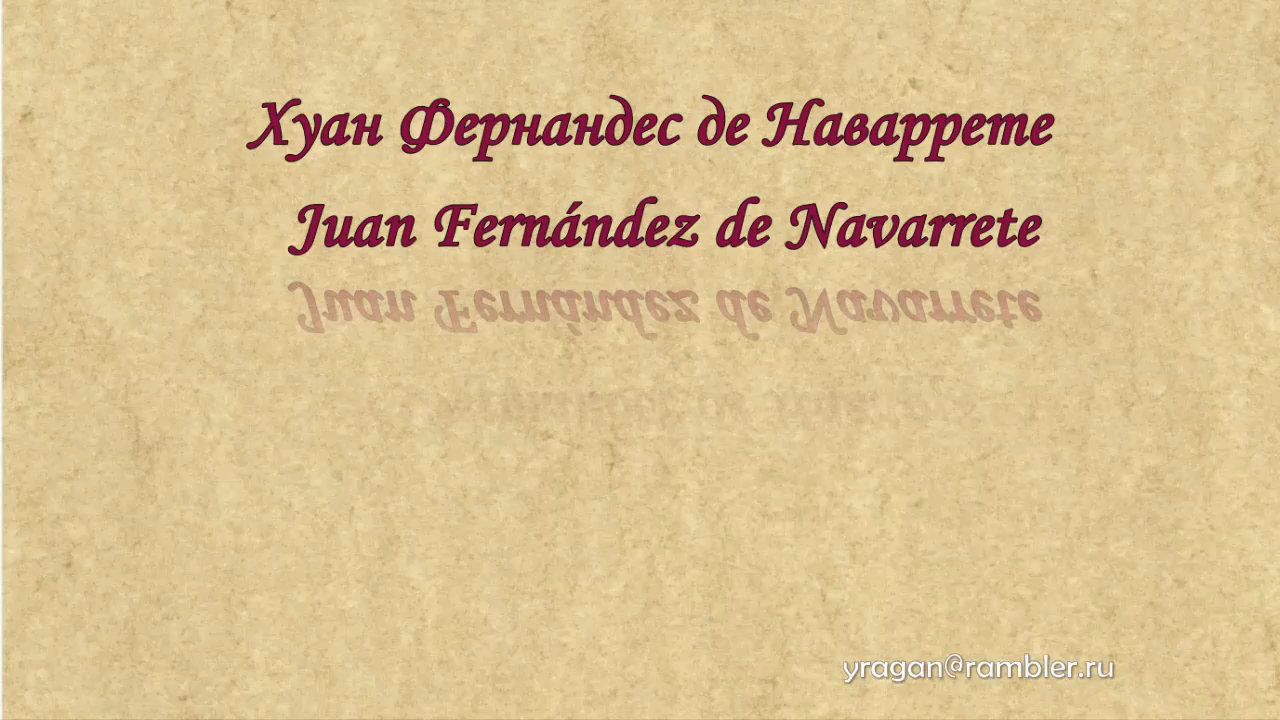 Хуан Фернандес де Наваррете
Juan Fernández de Navarrete
yragan@rambler.ru